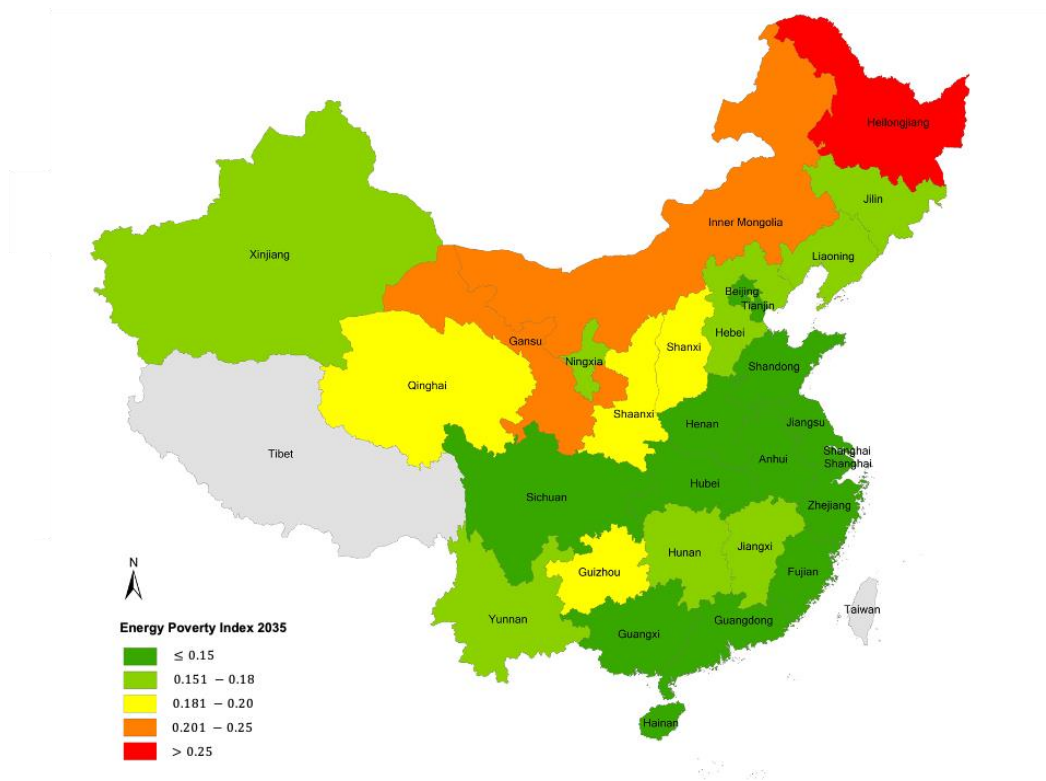 Heilongjiang
Jilin
Inner Mongolia
Xinjiang
Liaoning
Beijing
Tianjin
Hebei
Gansu
Shanxi
Ningxia
Shandong
Qinghai
Shaanxi
Henan
Jiangsu
Tibet
Shanghai
Anhui
Shanghai
Hubei
Sichuan
Zhejiang
Jiangxi
Hunan
N
Guizhou
Fujian
Taiwan
Yunnan
Guangdong
Energy Poverty Index 2035
Guangxi
≤ 0.15
0.151 − 0.18
0.181 − 0.20
Hainan
0.201 − 0.25
> 0.25